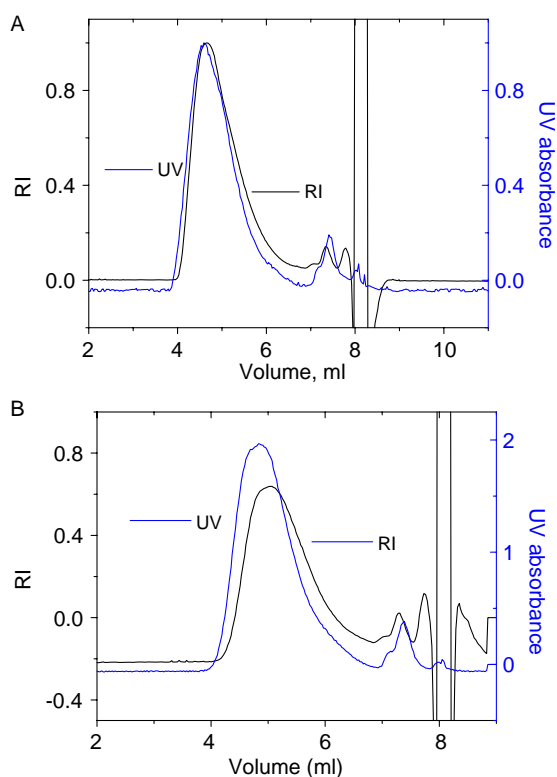 A
RI
0.8
0.4
0.0
UV
RI
0.8
0.4
0.0
UV absorbance
2 4 6 8 10
Volume, ml
B
RI
0.8
0.4
0.0
-0.4
UV
RI
2
1
0
UV absorbance
2 4 6 8
Volume (ml)